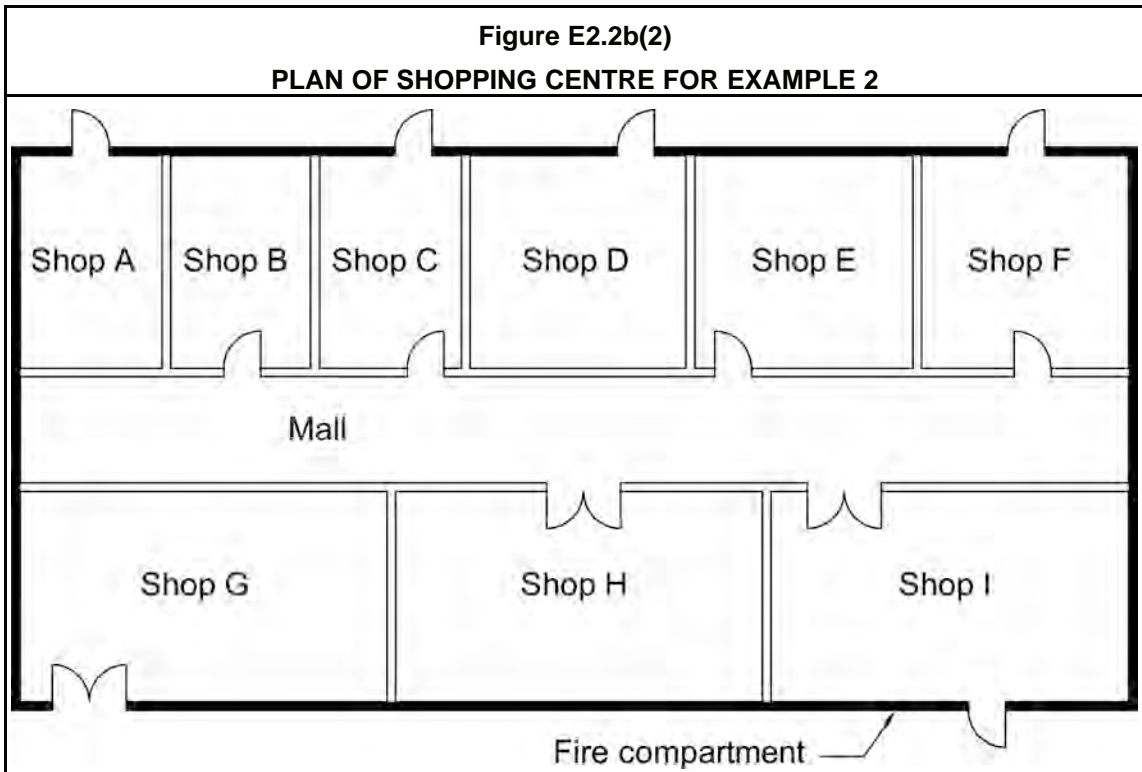 Figure E2.2b(2)
PLAN OF SHOPPING CENTRE FOR EXAMPLE 2
Shop A Shop B Shop C Shop D Shop E Shop F
Mall
Shop G Shop H Shop I
Fire compartment